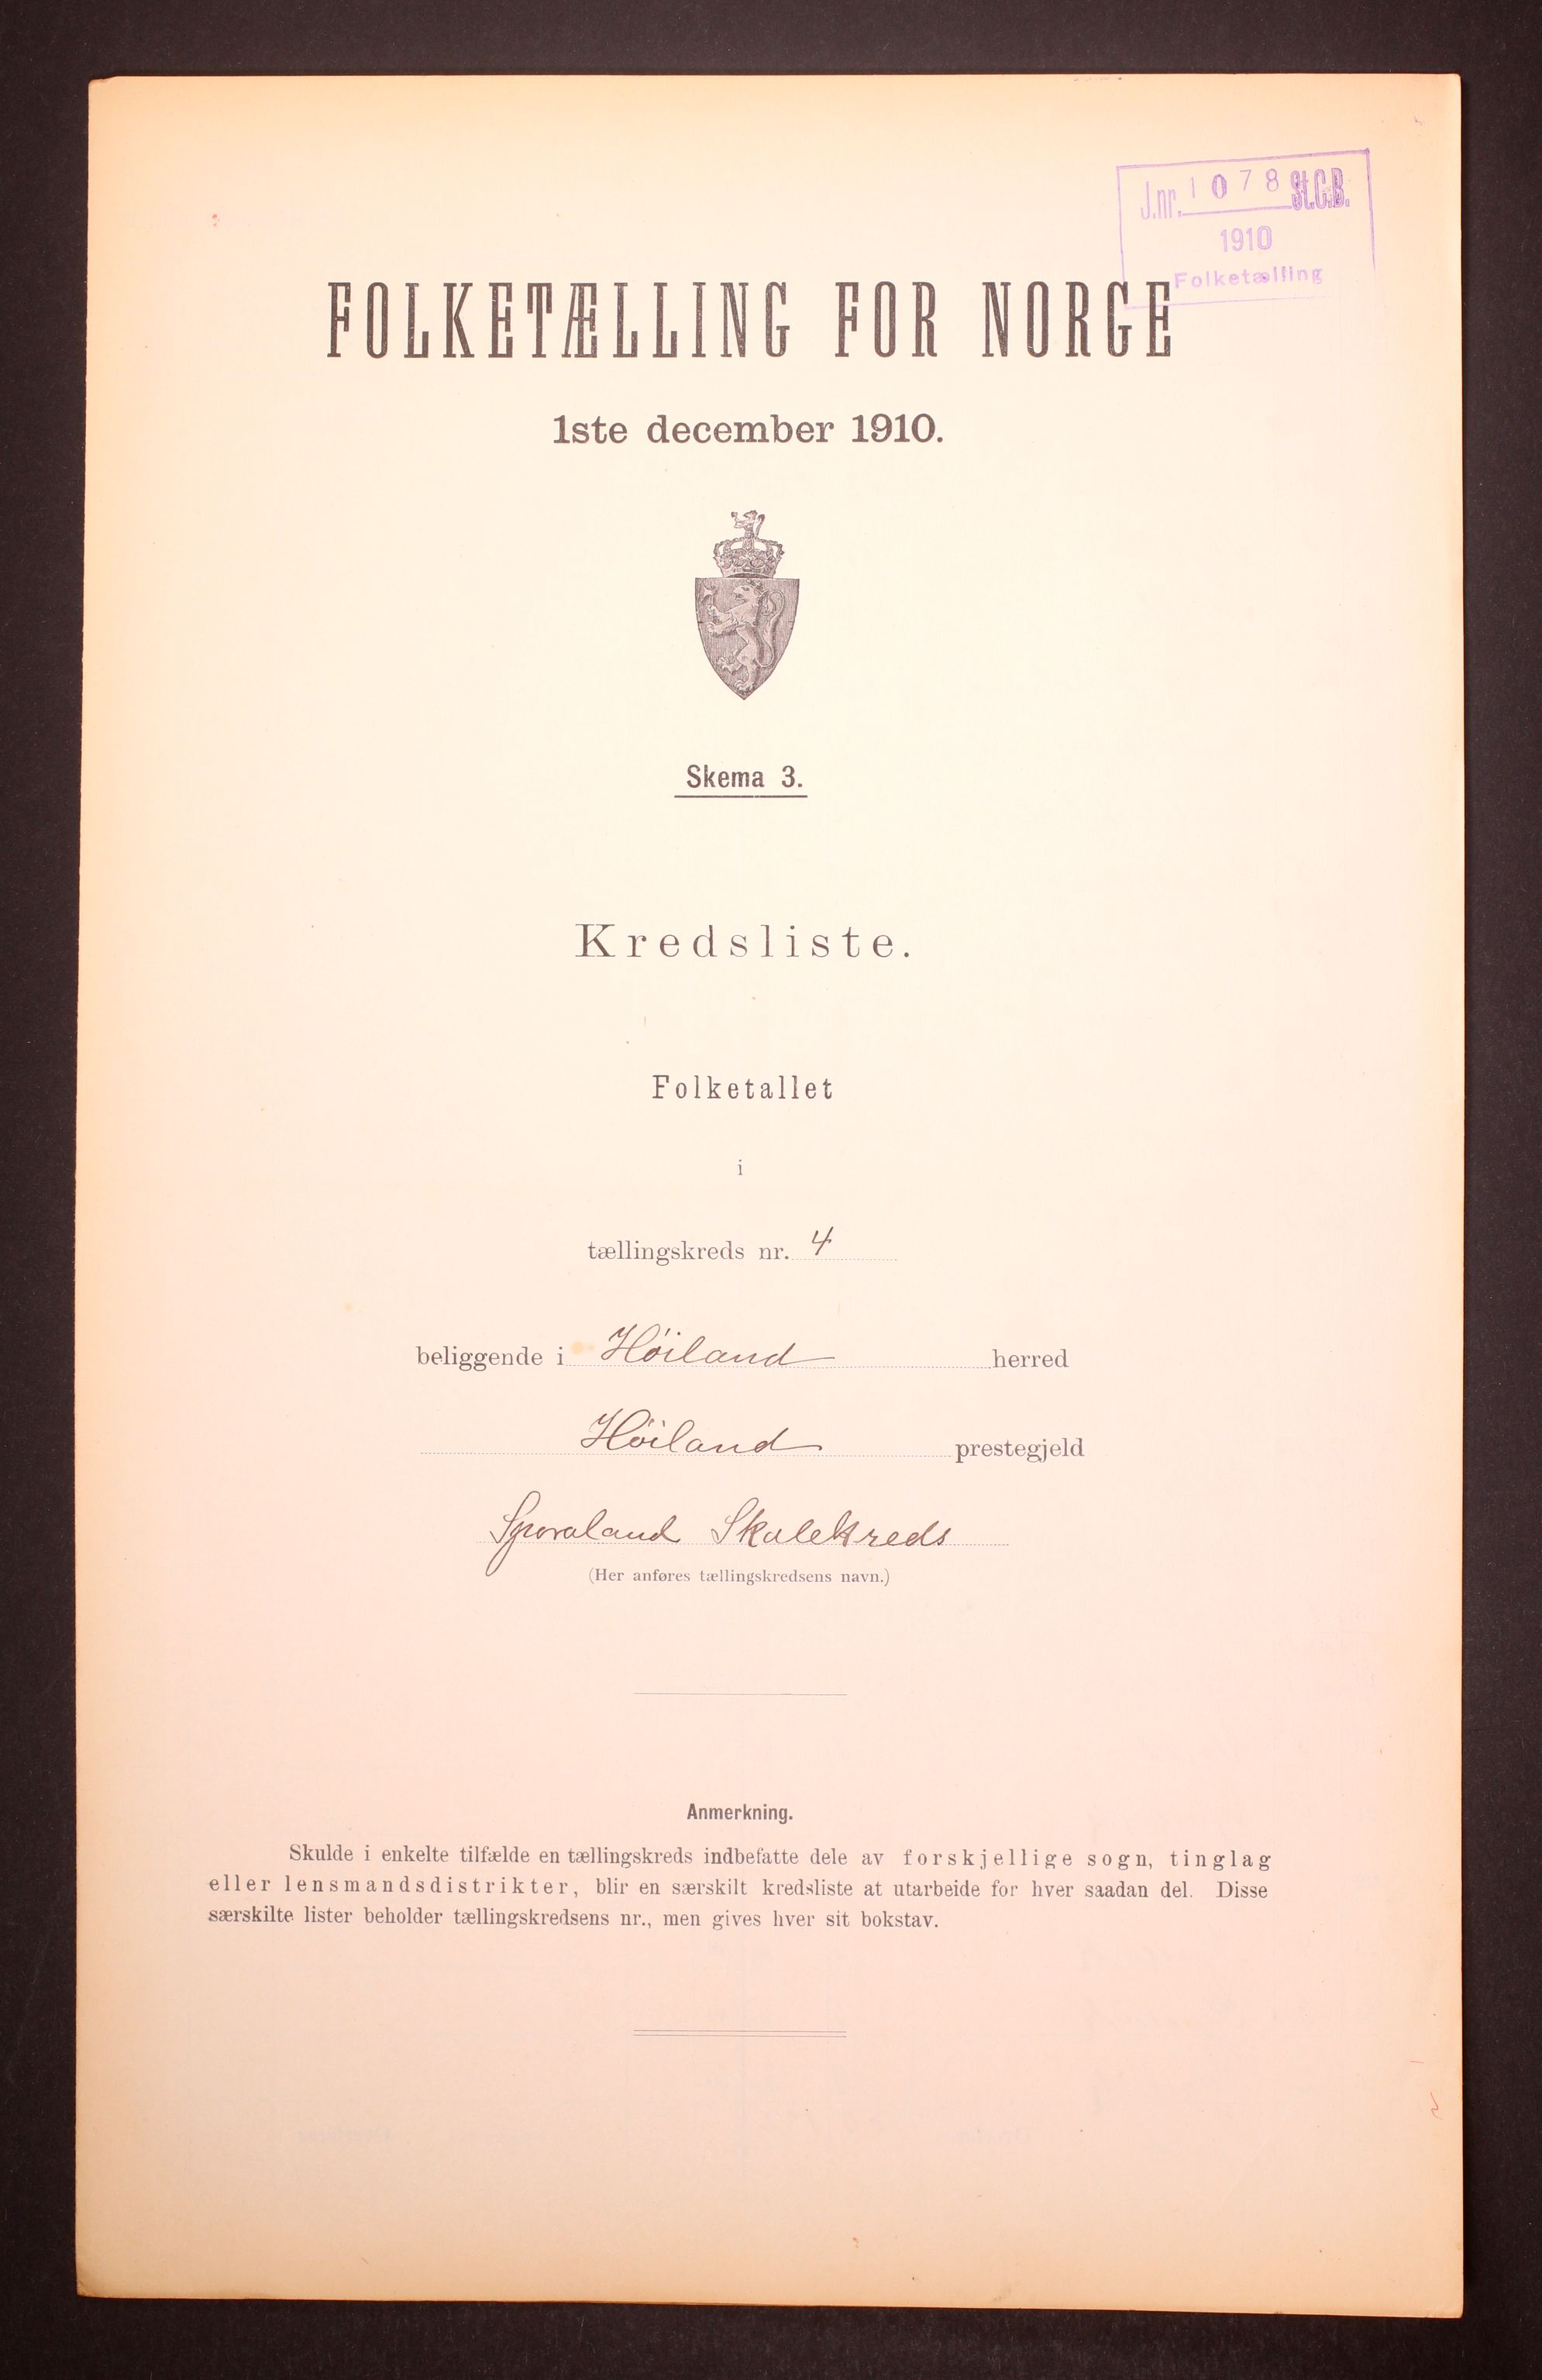 J.nr. 1078 St.C.B.
1910
Folketælling
FOLKETÆLLING FOR NORGE
1ste december 1910.
Skema 3.
Kredsliste.
Folketallet
i
tællingskreds nr. 4
beliggende i Höiland herred
Höiland prestegjeld
Skolekreds
(Her anføres tællingskredsens navn.)
Anmerkning.
Skulde i enkelte tilfælde en tællingskreds indbefatte dele av forskjellige sogn, tinglag
eller lensmandsdistrikter, blir en særskilt kredsliste at utarbeide for hver saadan del. Disse
særskilte lister beholder tællingskredsens nr., men gives hver sit bokstav.